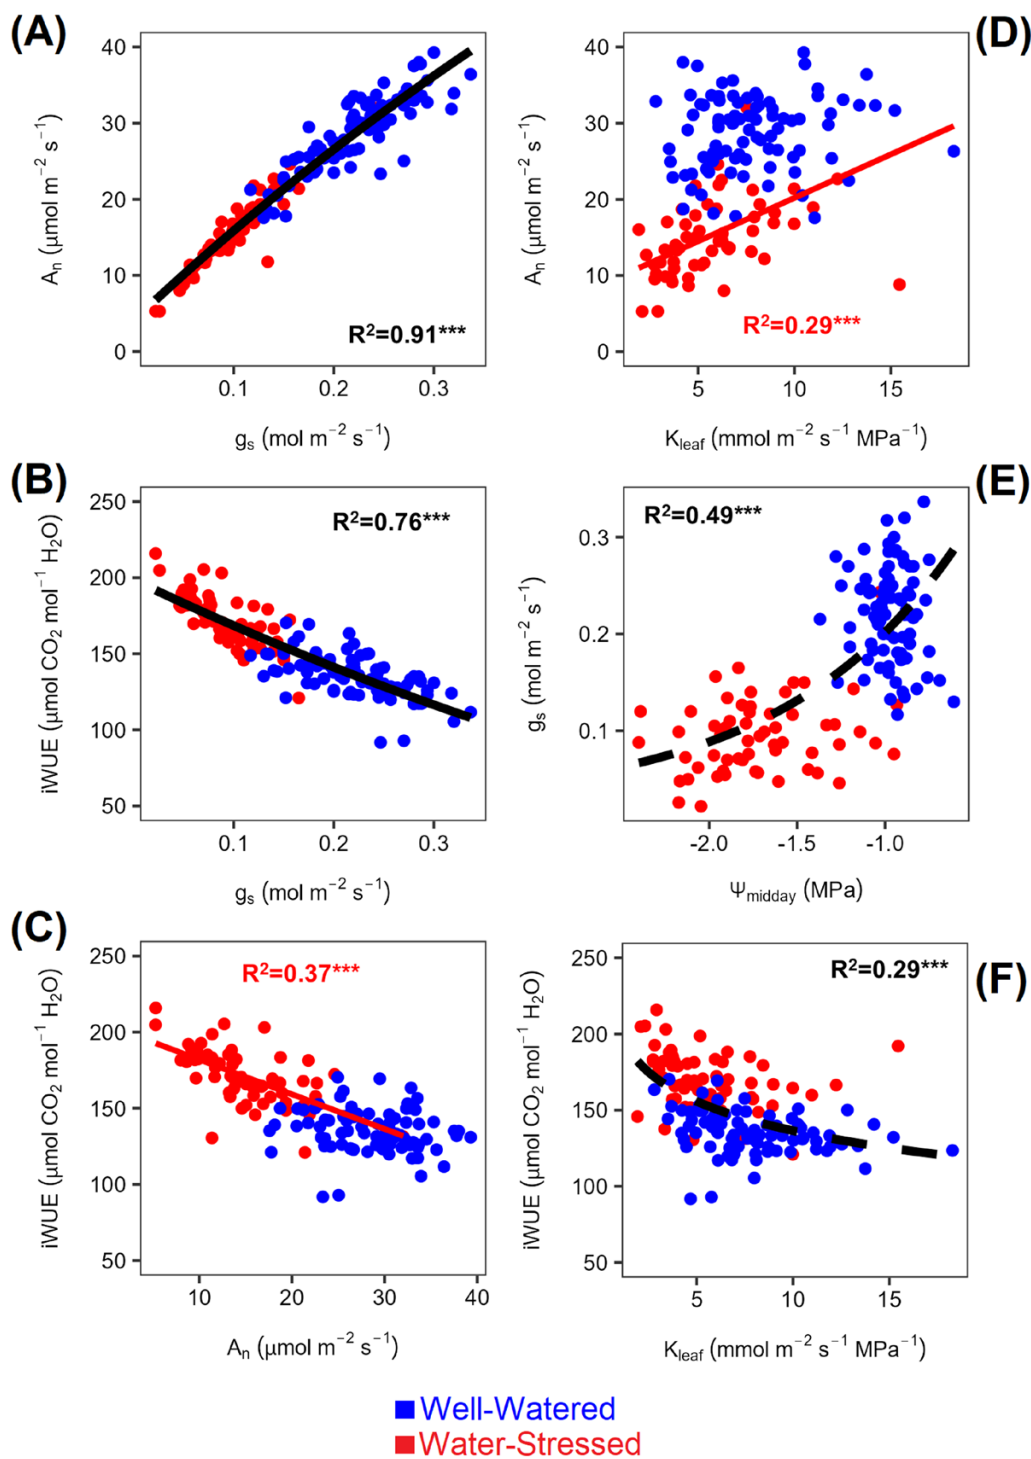 (A)
40
30
20
10
0
Aₙ (μmol m⁻² s⁻¹)
R²=0.91***
0.1 0.2 0.3
gₛ (mol m⁻² s⁻¹)
(D)
40
30
20
10
0
Aₙ (μmol m⁻² s⁻¹)
R²=0.29***
5 10 15
Kₗₑₐf (mmol m⁻² s⁻¹ MPa⁻¹)
(B)
250
200
150
100
50
iWUE (μmol CO₂ mol⁻¹ H₂O)
R²=0.76***
0.1 0.2 0.3
gₛ (mol m⁻² s⁻¹)
(E)
0.3
0.2
0.1
gₛ (mol m⁻² s⁻¹)
R²=0.49***
-2.0 -1.5 -1.0
Ψmidday (MPa)
(C)
250
200
150
100
50
iWUE (μmol CO₂ mol⁻¹ H₂O)
R²=0.37***
10 20 30 40
Aₙ (μmol m⁻² s⁻¹)
(F)
250
200
150
100
50
iWUE (μmol CO₂ mol⁻¹ H₂O)
R²=0.29***
5 10 15
Kₗₑₐf (mmol m⁻² s⁻¹ MPa⁻¹)
Well-Watered
Water-Stressed